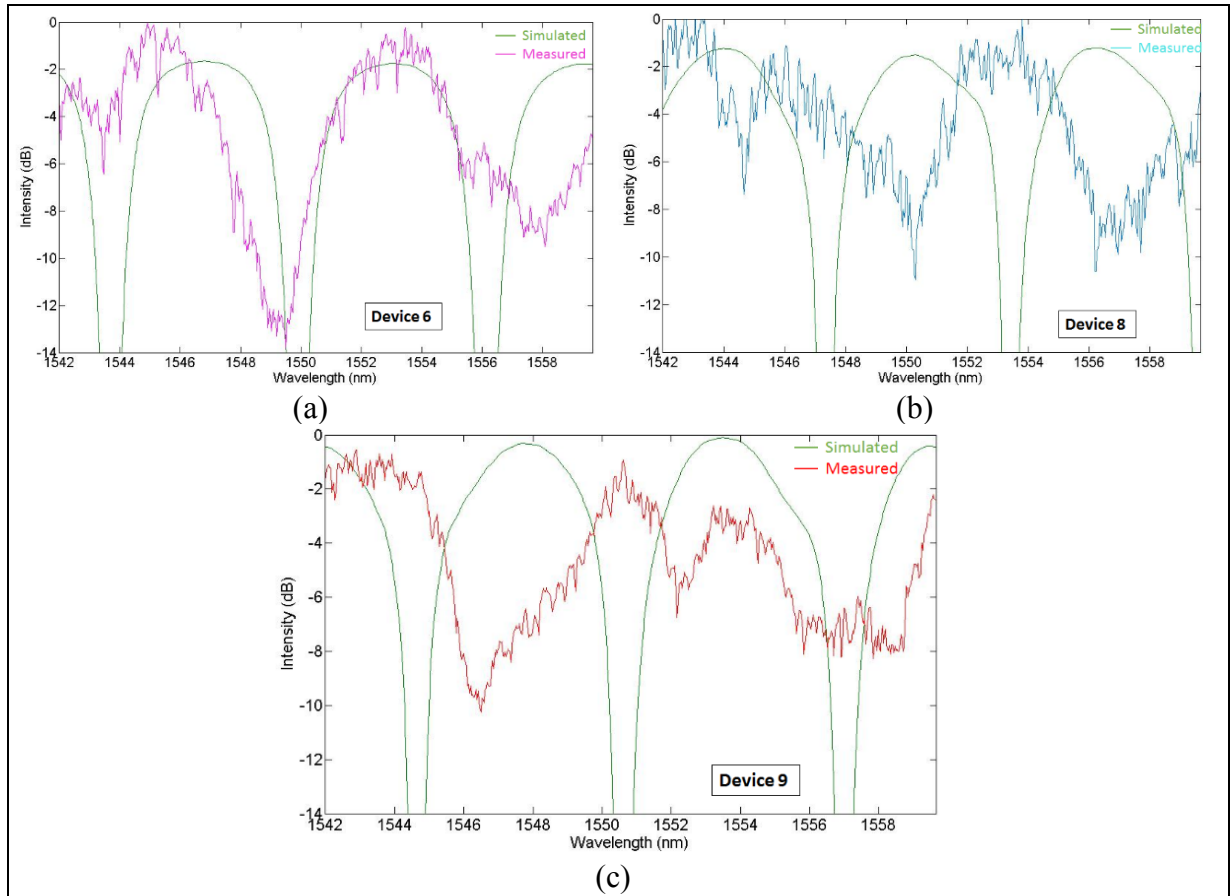 0
-2
-4
-6
-8
-10
-12
-14
Intensity (dB)
Simulated
Measured
Device 6
1542 1544 1546 1548 1550 1552 1554 1556 1558
Wavelength (nm)
(a)
0
-2
-4
-6
-8
-10
-12
-14
Intensity (dB)
Simulated
Measured
Device 8
1542 1544 1546 1548 1550 1552 1554 1556 1558
Wavelength (nm)
(b)
0
-2
-4
-6
-8
-10
-12
-14
Intensity (dB)
Simulated
Measured
Device 9
1542 1544 1546 1548 1550 1552 1554 1556 1558
Wavelength (nm)
(c)